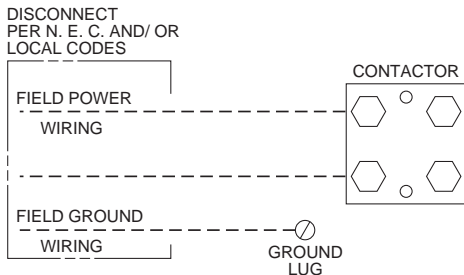 DISCONNECT
PER N. E. C. AND/ OR
LOCAL CODES
CONTACTOR
FIELD POWER
WIRING
FIELD GROUND
WIRING
GROUND
LUG